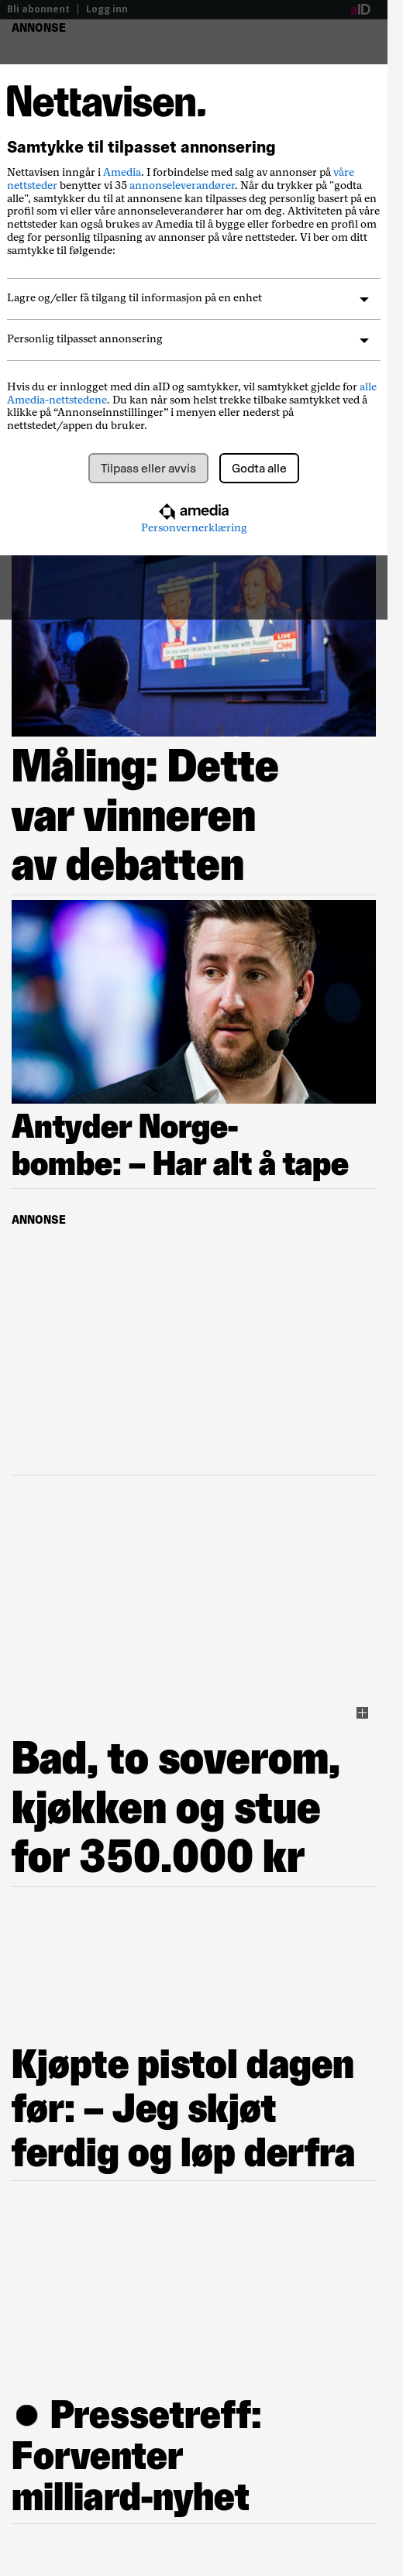 Bli abonnent | Logg inn aID
ANNONSE
Nettavisen.
Samtykke til tilpasset annonsering
Nettavisen inngår i Amedia. I forbindelse med salg av annonser på våre
nettsteder benytter vi 35 annonseleverandører. Når du trykker på "godta
alle", samtykker du til at annonsene kan tilpasses deg personlig basert på en
profil som vi eller våre annonseleverandører har om deg. Aktiviteten på våre
nettsteder kan også brukes av Amedia til å bygge eller forbedre en profil om
deg for personlig tilpasning av annonser på våre nettsteder. Vi ber om ditt
samtykke til følgende:
Lagre og/eller få tilgang til informasjon på en enhet
Personlig tilpasset annonsering
Hvis du er innlogget med din aID og samtykker, vil samtykket gjelde for alle
Amedia-nettstedene. Du kan når som helst trekke tilbake samtykket ved å
klikke på “Annonseinnstillinger” i menyen eller nederst på
nettstedet/appen du bruker.
Tilpass eller avvis
Godta alle
amedia
Personvernerklæring
LIVE
you want Ukraine to win the war with Russia?
CNN
Måling: Dette
var vinneren
av debatten
Antyder Norge-
bombe: – Har alt å tape
ANNONSE
Bad, to soverom,
kjøkken og stue
for 350.000 kr
Kjøpte pistol dagen
før: – Jeg skjøt
ferdig og løp derfra
● Pressetreff:
Forventer
milliard-nyhet